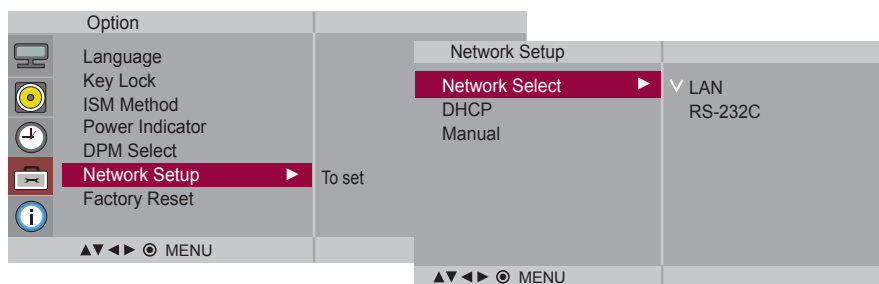 Option
Language
Key Lock
ISM Method
Power Indicator
DPM Select
Network Setup ► To set
Factory Reset
▲▼◄► ◉ MENU
Network Setup
Network Select ► ✓ LAN
DHCP RS-232C
Manual
▲▼◄► ◉ MENU